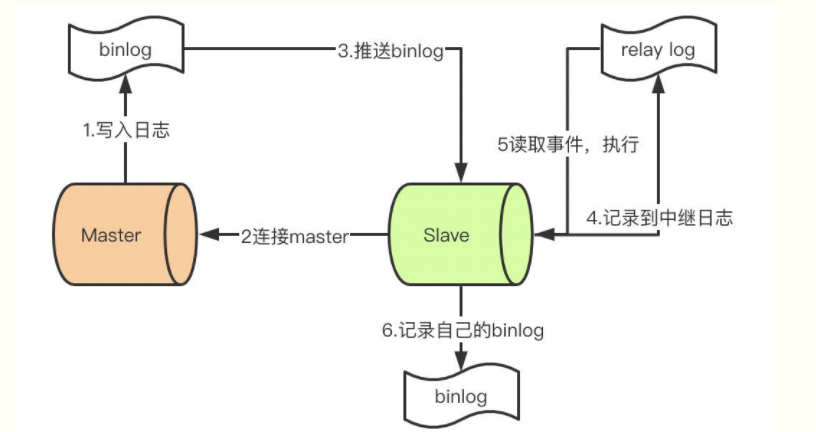 binlog
3.推送binlog
relay log
1.写入日志
5读取事件，执行
4.记录到中继日志
Master
2连接master
Slave
6.记录自己的binlog
binlog